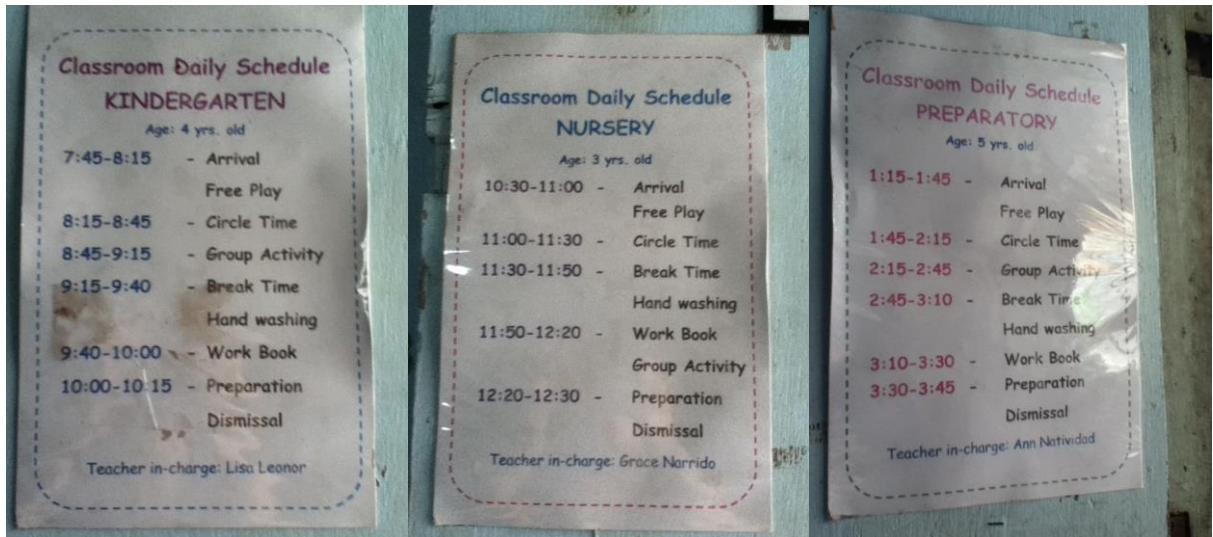 Classroom Daily Schedule
KINDERGARTEN
Age: 4 yrs. old
7:45-8:15 - Arrival
Free Play
8:15-8:45 - Circle Time
8:45-9:15 - Group Activity
9:15-9:40 - Break Time
Hand washing
9:40-10:00 - Work Book
10:00-10:15 - Preparation
Dismissal
Teacher in-charge: Lisa Leonor
Classroom Daily Schedule
NURSERY
Age: 3 yrs. old
10:30-11:00 - Arrival
Free Play
11:00-11:30 - Circle Time
11:30-11:50 - Break Time
Hand washing
11:50-12:20 - Work Book
Group Activity
12:20-12:30 - Preparation
Dismissal
Teacher in-charge: Grace Narrido
Classroom Daily Schedule
PREPARATORY
Age: 5 yrs. old
1:15-1:45 - Arrival
Free Play
1:45-2:15 - Circle Time
2:15-2:45 - Group Activity
2:45-3:10 - Break Time
Hand washing
3:10-3:30 - Work Book
3:30-3:45 - Preparation
Dismissal
Teacher in-charge: Ann Natividad